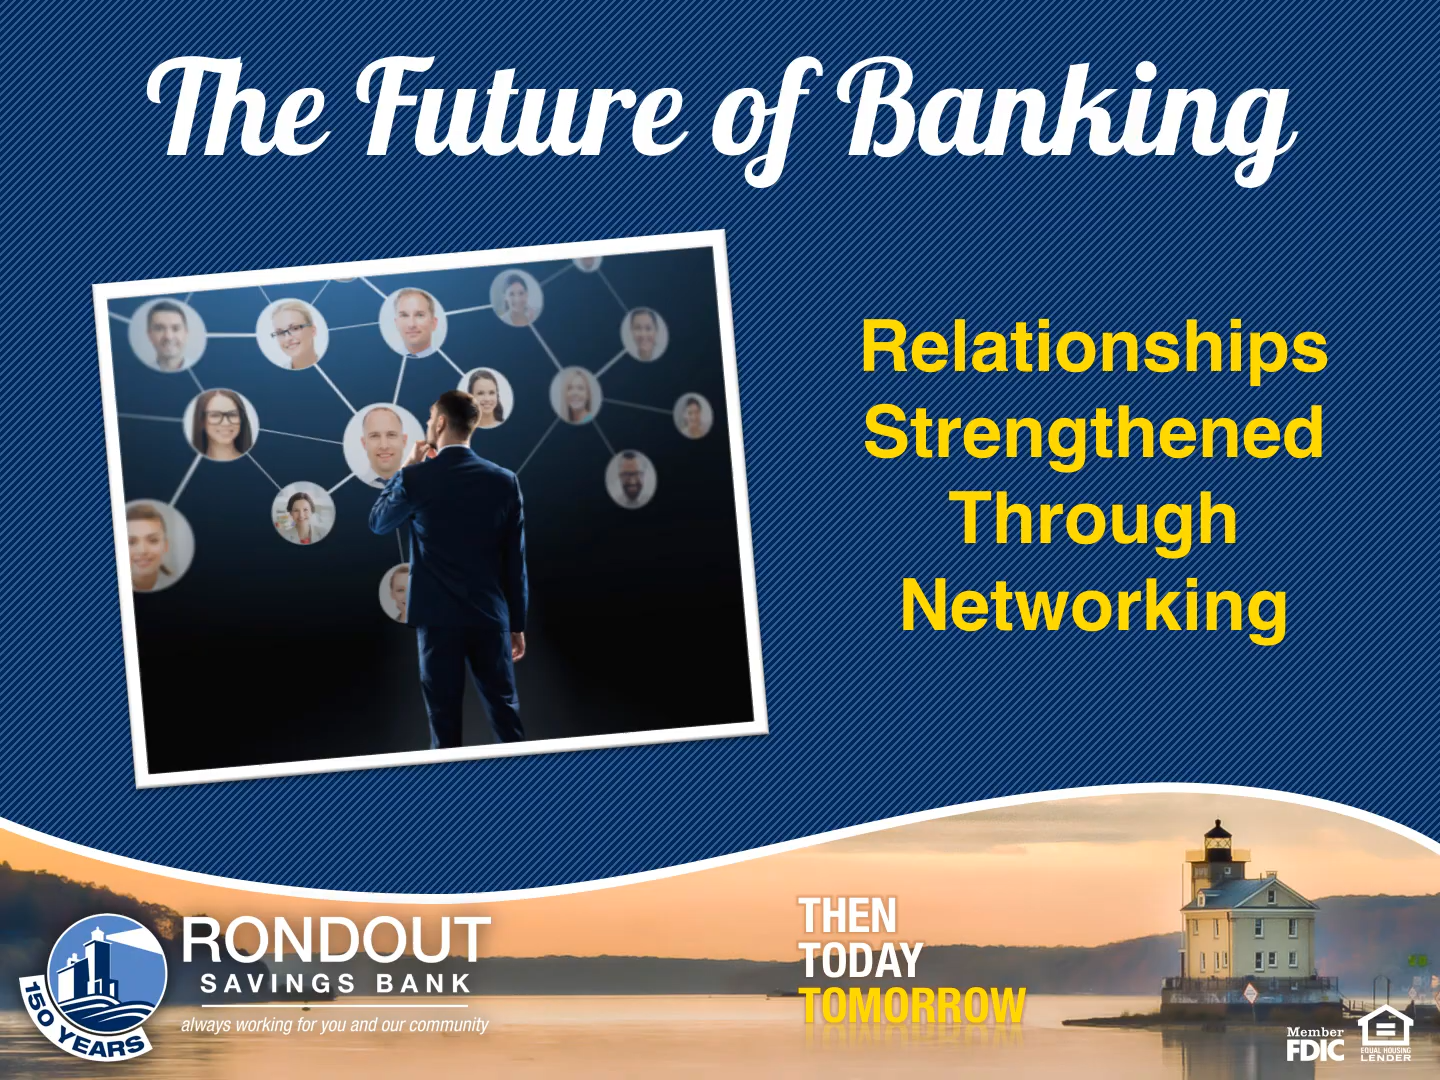 The Future of Banking
Relationships
Strengthened
Through
Networking
THEN
TODAY
TOMORROW
RONDOUT
SAVINGS BANK
always working for you and our community
150 YEARS
Member
FDIC
EQUAL HOUSING
LENDER